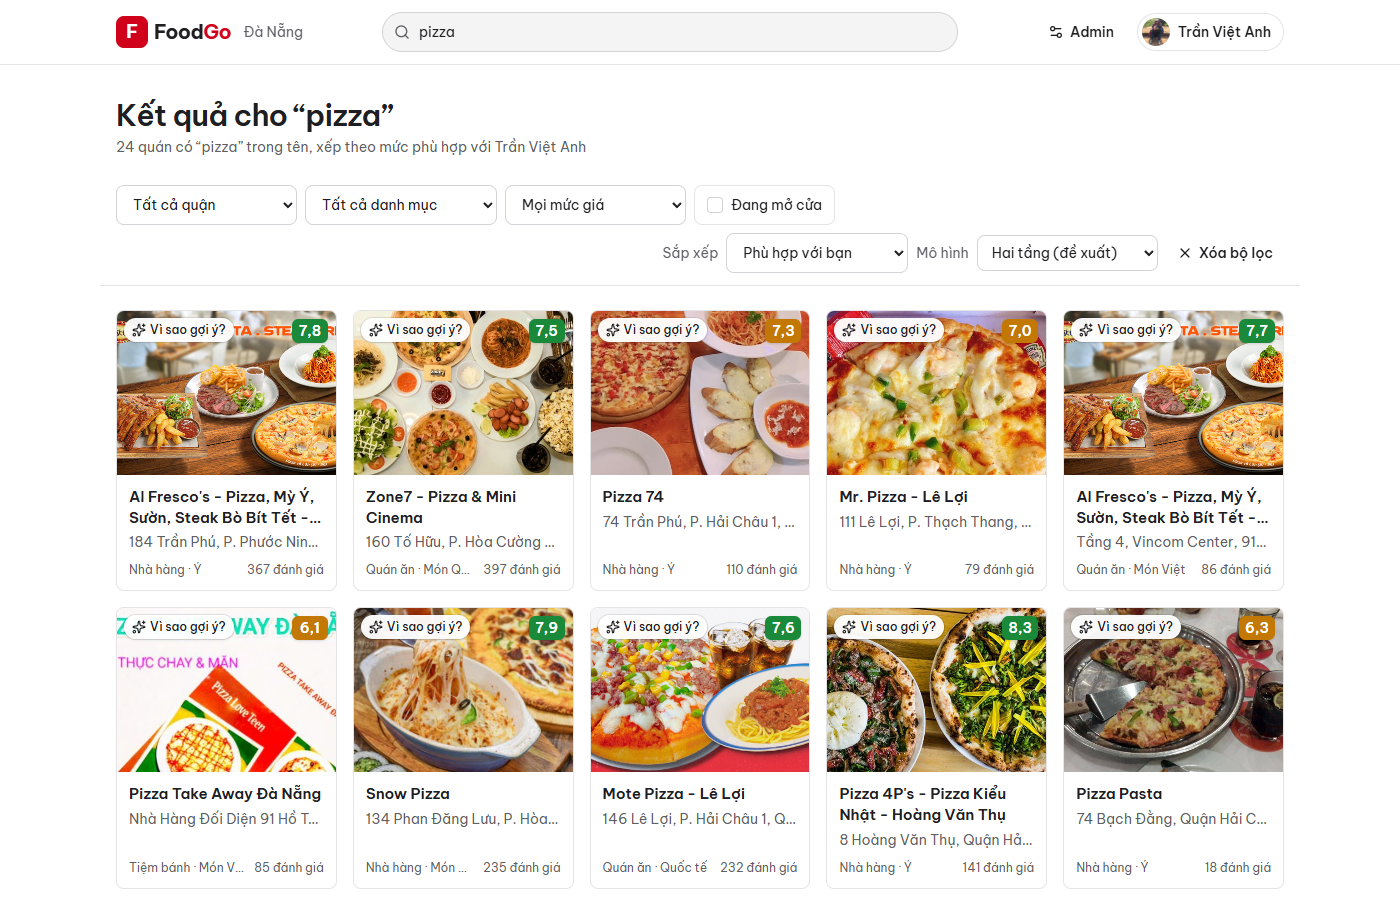 F FoodGo Đà Nẵng
pizza
Admin
Trần Việt Anh
Kết quả cho “pizza”
24 quán có “pizza” trong tên, xếp theo mức phù hợp với Trần Việt Anh
Tất cả quận
Tất cả danh mục
Mọi mức giá
Đang mở cửa
Sắp xếp
Phù hợp với bạn
Mô hình
Hai tầng (đề xuất)
Xóa bộ lọc
Vì sao gợi ý?
7,8
Al Fresco's - Pizza, Mỳ Ý,
Sườn, Steak Bò Bít Tết -...
184 Trần Phú, P. Phước Nin...
Nhà hàng · Ý
367 đánh giá
Vì sao gợi ý?
7,5
Zone7 - Pizza & Mini
Cinema
160 Tố Hữu, P. Hòa Cường ...
Quán ăn · Món Q...
397 đánh giá
Vì sao gợi ý?
7,3
Pizza 74
74 Trần Phú, P. Hải Châu 1, ...
Nhà hàng · Ý
110 đánh giá
Vì sao gợi ý?
7,0
Mr. Pizza - Lê Lợi
111 Lê Lợi, P. Thạch Thang, ...
Nhà hàng · Ý
79 đánh giá
Vì sao gợi ý?
7,7
Al Fresco's - Pizza, Mỳ Ý,
Sườn, Steak Bò Bít Tết -...
Tầng 4, Vincom Center, 91...
Quán ăn · Món Việt
86 đánh giá
Vì sao gợi ý?
6,1
THỰC CHAY & MẶN
PIZZA TAKE AWAY
Pizza Love Teen
Pizza Take Away Đà Nẵng
Nhà Hàng Đối Diện 91 Hồ T...
Tiệm bánh · Món V...
85 đánh giá
Vì sao gợi ý?
7,9
Snow Pizza
134 Phan Đăng Lưu, P. Hòa...
Nhà hàng · Món ...
235 đánh giá
Vì sao gợi ý?
7,6
Mote Pizza - Lê Lợi
146 Lê Lợi, P. Hải Châu 1, Q...
Quán ăn · Quốc tế
232 đánh giá
Vì sao gợi ý?
8,3
Pizza 4P's - Pizza Kiểu
Nhật - Hoàng Văn Thụ
8 Hoàng Văn Thụ, Quận Hả...
Nhà hàng · Ý
141 đánh giá
Vì sao gợi ý?
6,3
Pizza Pasta
74 Bạch Đằng, Quận Hải C...
Nhà hàng · Ý
18 đánh giá